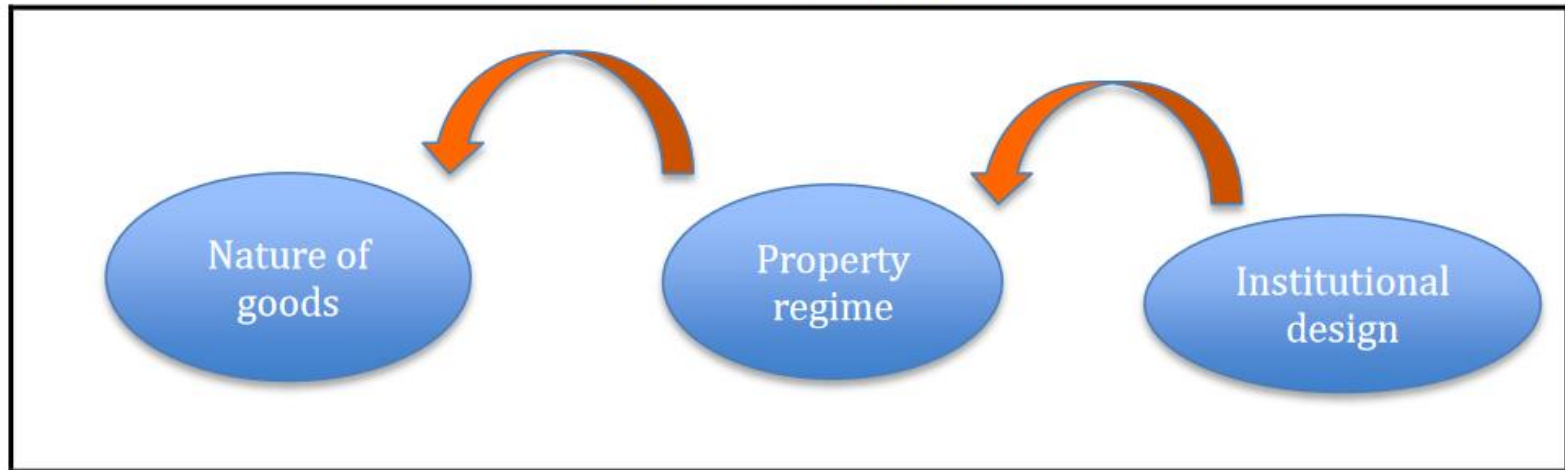 Nature of
goods
Property
regime
Institutional
design